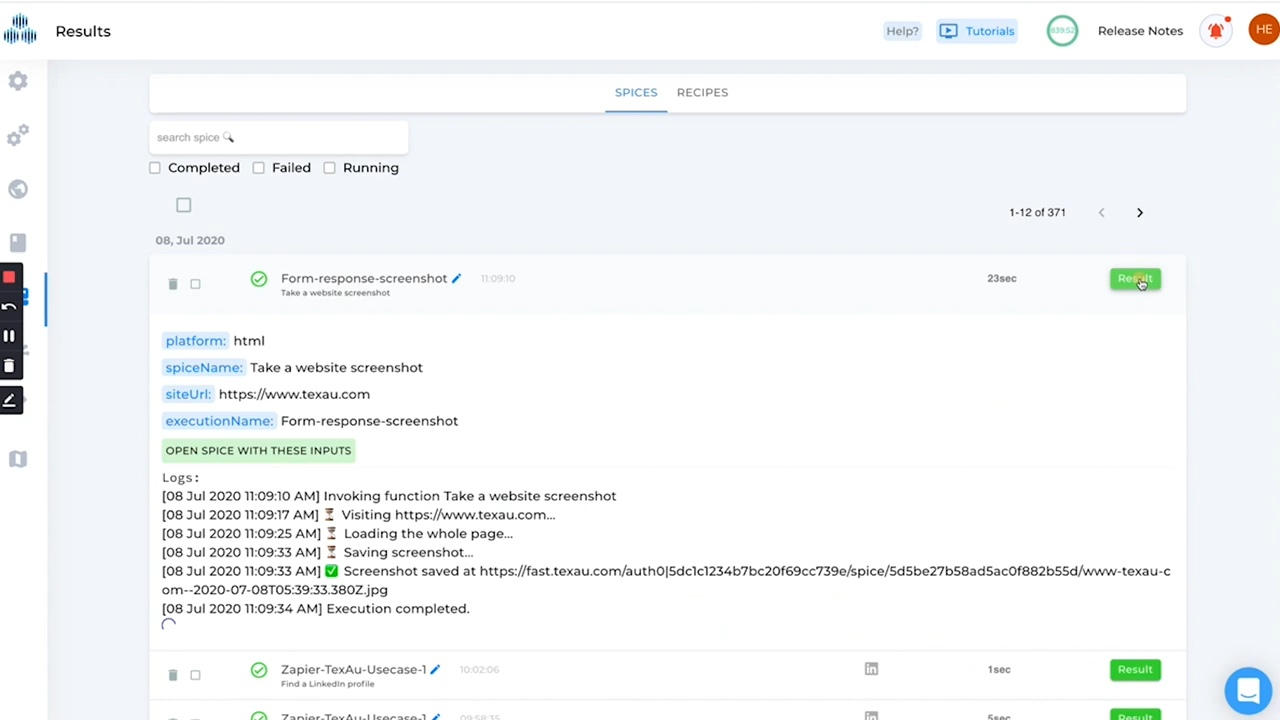 Results
Help?
Tutorials
Release Notes
HE
SPICES
RECIPES
search spice
Completed
Failed
Running
1-12 of 371
08, Jul 2020
Form-response-screenshot
11:09:10
23sec
Result
Take a website screenshot
platform: html
spiceName: Take a website screenshot
siteUrl: https://www.texau.com
executionName: Form-response-screenshot
OPEN SPICE WITH THESE INPUTS
Logs:
[08 Jul 2020 11:09:10 AM] Invoking function Take a website screenshot
[08 Jul 2020 11:09:17 AM] ⏳ Visiting https://www.texau.com...
[08 Jul 2020 11:09:25 AM] ⏳ Loading the whole page...
[08 Jul 2020 11:09:33 AM] ⏳ Saving screenshot...
[08 Jul 2020 11:09:33 AM] ✅ Screenshot saved at https://fast.texau.com/auth0|5dc1c1234b7bc20f69cc739e/spice/5d5be27b58ad5ac0f882b55d/www-texau-c
om--2020-07-08T05:39:33.380Z.jpg
[08 Jul 2020 11:09:34 AM] Execution completed.
Zapier-TexAu-Usecase-1
10:02:06
1sec
Result
Find a LinkedIn profile
Zapier-TexAu-Usecase-1
09:58:35
5sec
Result